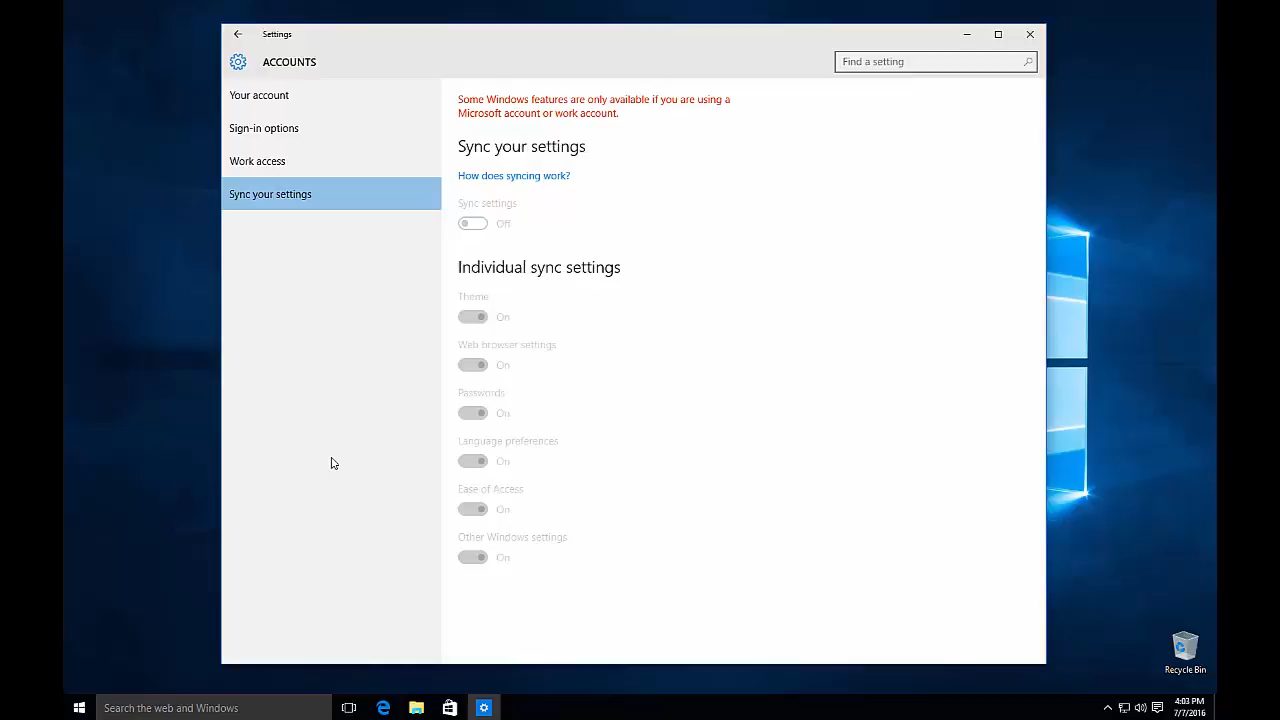 Settings
ACCOUNTS
Find a setting
Your account
Sign-in options
Work access
Sync your settings
Some Windows features are only available if you are using a
Microsoft account or work account.
Sync your settings
How does syncing work?
Sync settings
Off
Individual sync settings
Theme
On
Web browser settings
On
Passwords
On
Language preferences
On
Ease of Access
On
Other Windows settings
On
Recycle Bin
Search the web and Windows
4:03 PM
7/7/2016